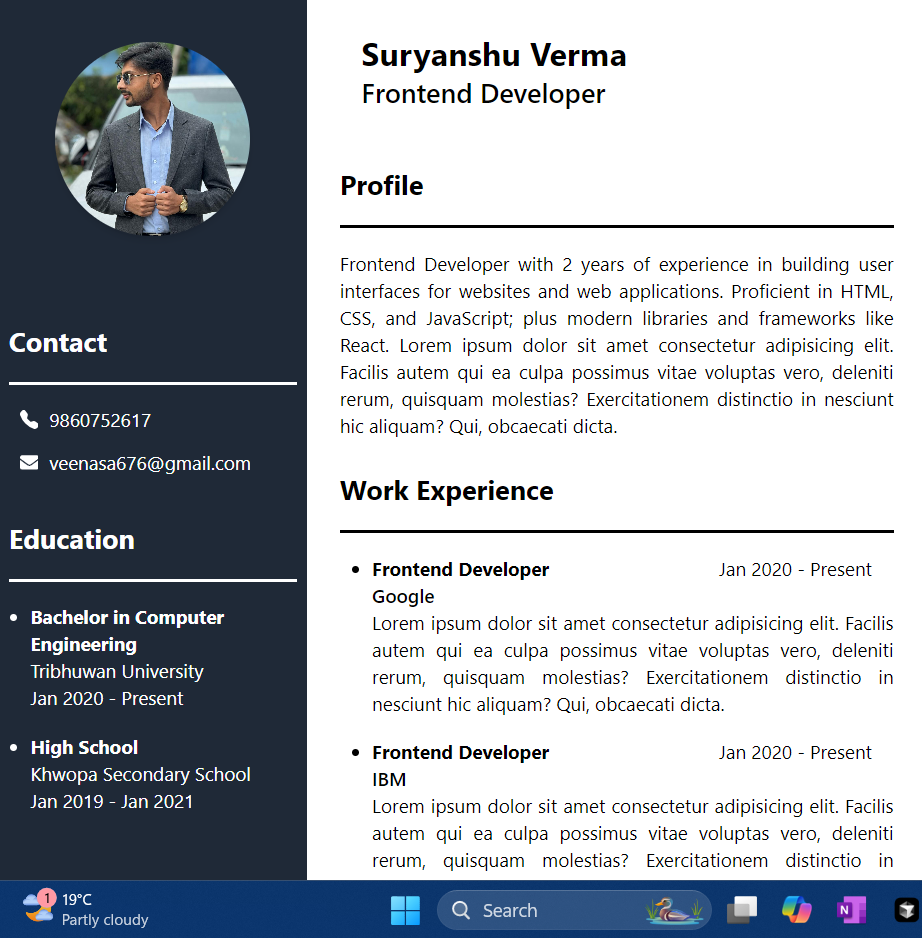 Suryanshu Verma
Frontend Developer
Contact
9860752617
veenasa676@gmail.com
Education
Bachelor in Computer
Engineering
Tribhuwan University
Jan 2020 - Present
High School
Khwopa Secondary School
Jan 2019 - Jan 2021
Profile
Frontend Developer with 2 years of experience in building user
interfaces for websites and web applications. Proficient in HTML,
CSS, and JavaScript; plus modern libraries and frameworks like
React. Lorem ipsum dolor sit amet consectetur adipisicing elit.
Facilis autem qui ea culpa possimus vitae voluptas vero, deleniti
rerum, quisquam molestias? Exercitationem distinctio in nesciunt
hic aliquam? Qui, obcaecati dicta.
Work Experience
Frontend Developer Jan 2020 - Present
Google
Lorem ipsum dolor sit amet consectetur adipisicing elit. Facilis
autem qui ea culpa possimus vitae voluptas vero, deleniti
rerum, quisquam molestias? Exercitationem distinctio in
nesciunt hic aliquam? Qui, obcaecati dicta.
Frontend Developer Jan 2020 - Present
IBM
Lorem ipsum dolor sit amet consectetur adipisicing elit. Facilis
autem qui ea culpa possimus vitae voluptas vero, deleniti
rerum, quisquam molestias? Exercitationem distinctio in
1
19°C
Partly cloudy
Search
N